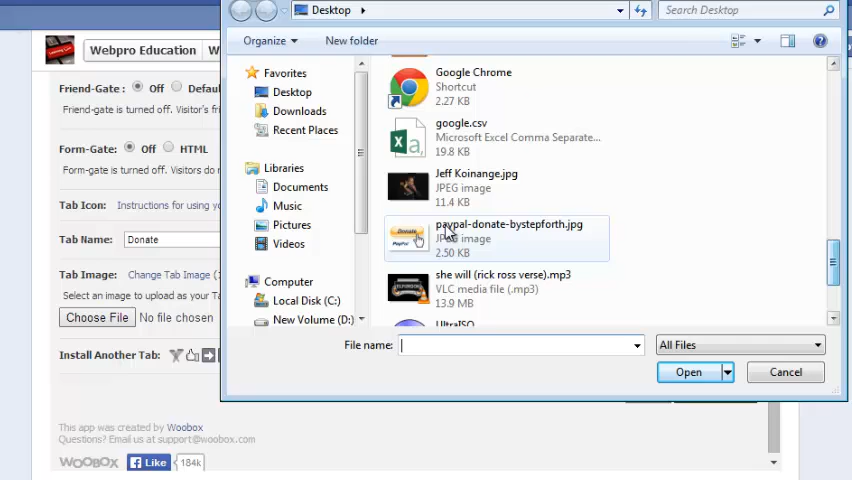 Desktop
Search Desktop
Organize
New folder
Webpro Education
W
Friend-Gate :
Off
Defau
Friend-Gate is turned off. Visitor's fri
Form-Gate:
Off
HTML
Form-Gate is turned off. Visitors do
Tab Icon:
Instructions for using yo
Tab Name:
Donate
Tab Image:
Change Tab Image (
Select an image to upload as your Ta
Choose File
No file chosen
Install Another Tab:
This app was created by Woobox
Questions? Email us at support@woobox.com
WOOBOX
Like
184k
Favorites
Desktop
Downloads
Recent Places
Libraries
Documents
Music
Pictures
Videos
Computer
Local Disk (C:)
New Volume (D:)
Google Chrome
Shortcut
2.27 KB
google.csv
Microsoft Excel Comma Separate...
19.8 KB
Jeff Koinange.jpg
JPEG image
11.4 KB
Donate
PayPal
paypal-donate-bystepforth.jpg
JPEG image
2.50 KB
she will (rick ross verse).mp3
VLC media file (.mp3)
13.9 MB
UltraISO
File name:
All Files
Open
Cancel